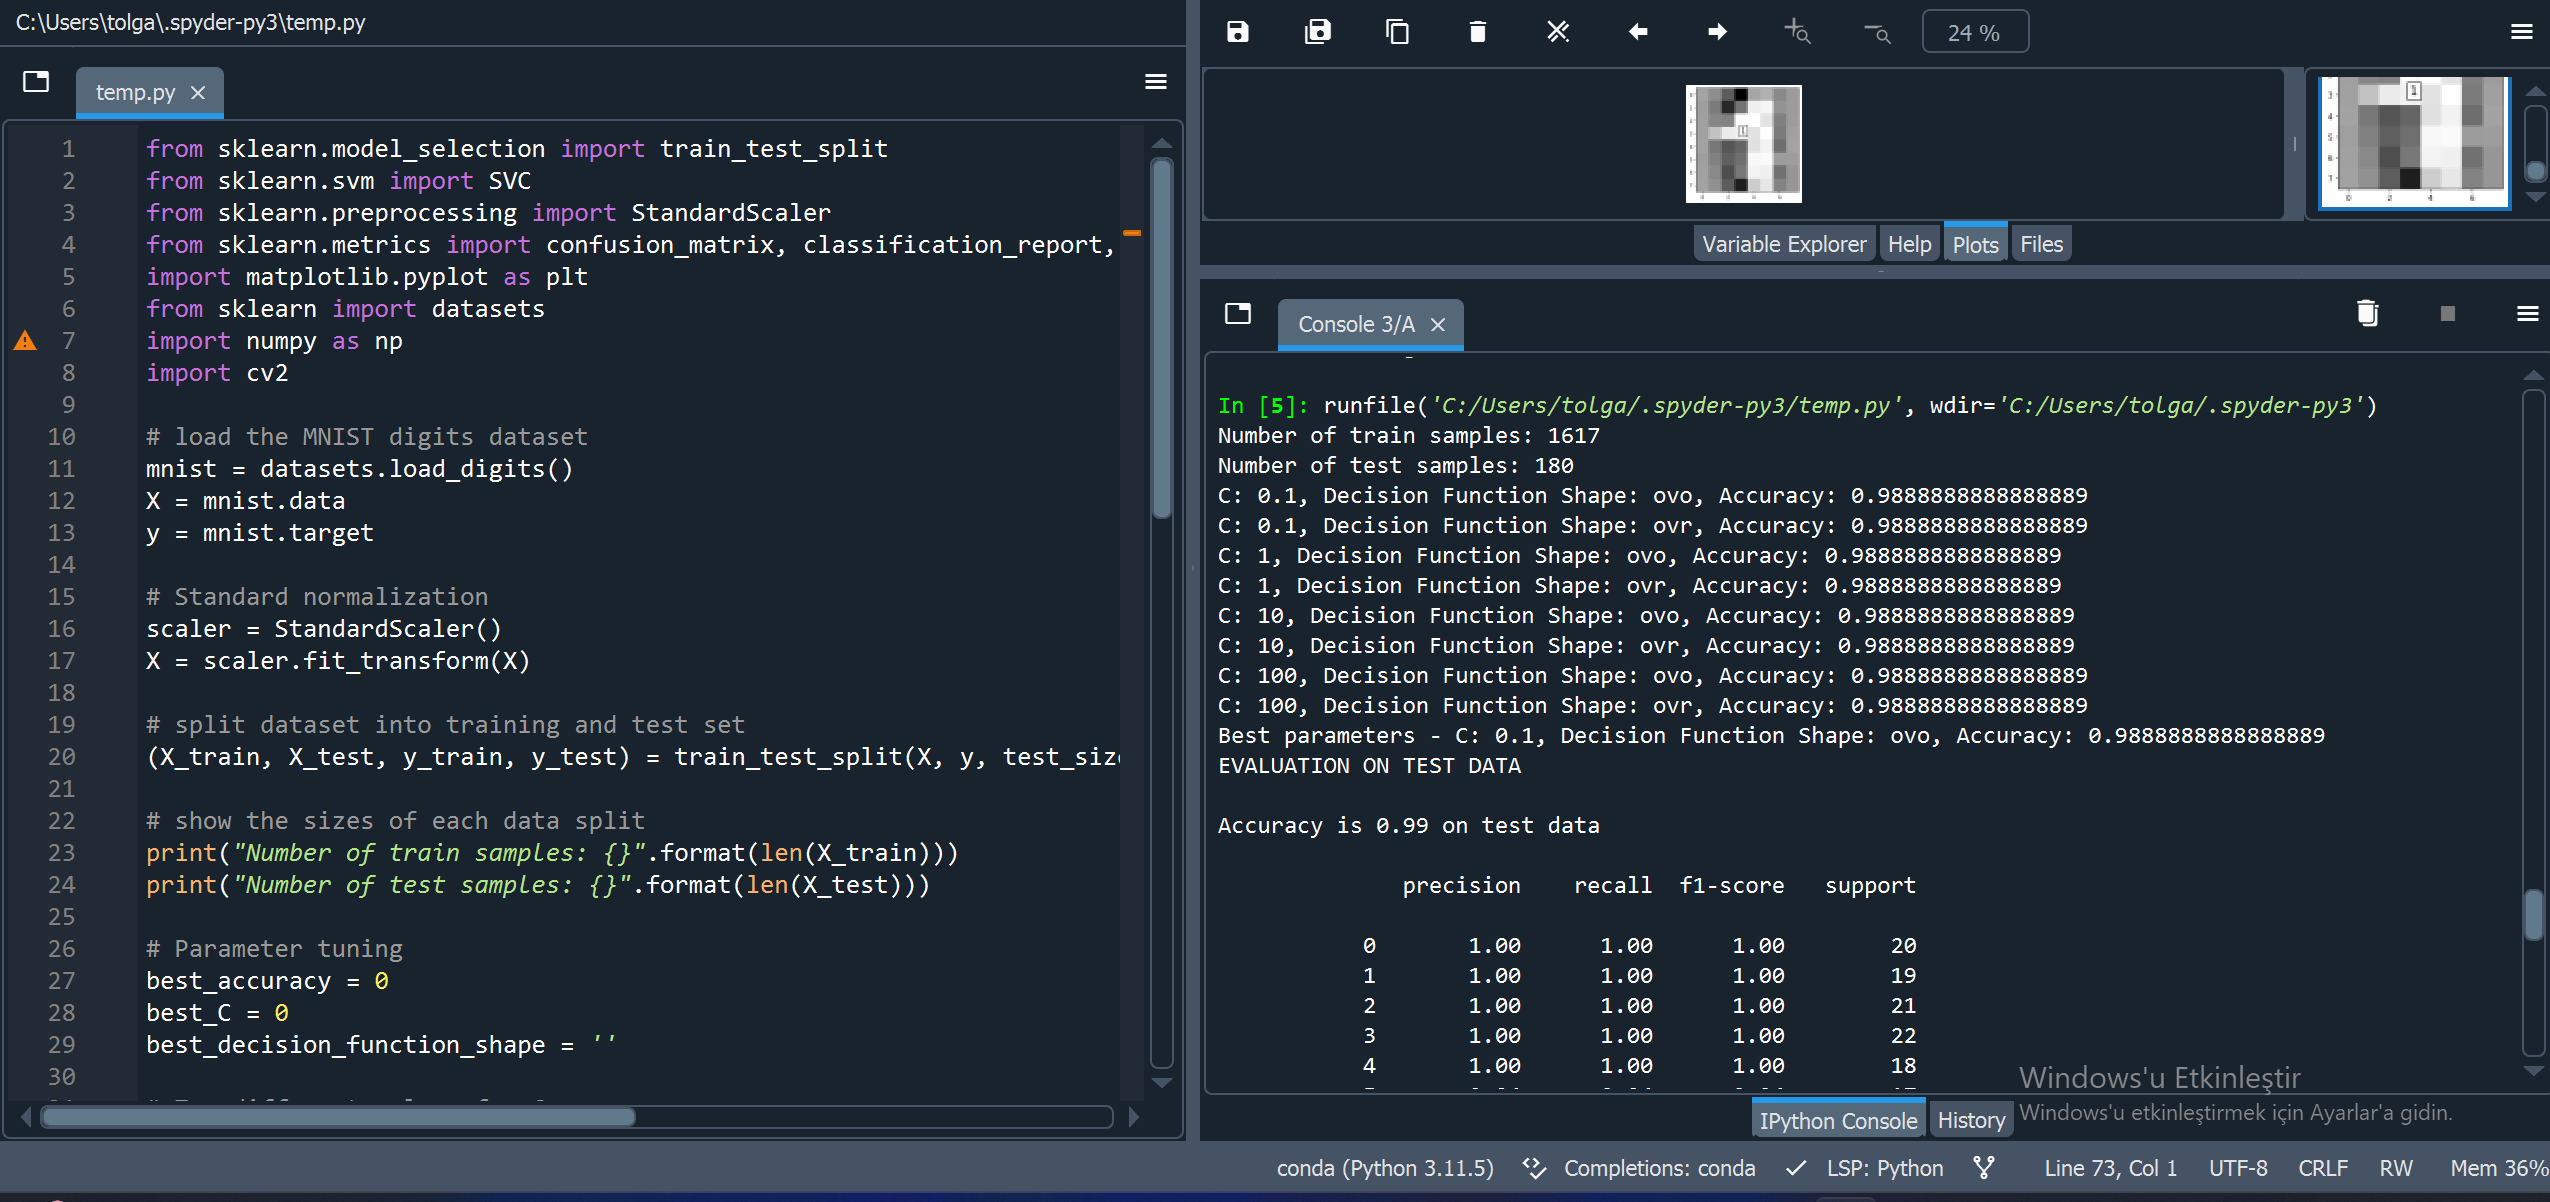 C:\Users\tolga\.spyder-py3\temp.py
temp.py
1 from sklearn.model_selection import train_test_split
2 from sklearn.svm import SVC
3 from sklearn.preprocessing import StandardScaler
4 from sklearn.metrics import confusion_matrix, classification_report,
5 import matplotlib.pyplot as plt
6 from sklearn import datasets
7 import numpy as np
8 import cv2
9
10 # load the MNIST digits dataset
11 mnist = datasets.load_digits()
12 X = mnist.data
13 y = mnist.target
14
15 # Standard normalization
16 scaler = StandardScaler()
17 X = scaler.fit_transform(X)
18
19 # split dataset into training and test set
20 (X_train, X_test, y_train, y_test) = train_test_split(X, y, test_siz
21
22 # show the sizes of each data split
23 print("Number of train samples: {}".format(len(X_train)))
24 print("Number of test samples: {}".format(len(X_test)))
25
26 # Parameter tuning
27 best_accuracy = 0
28 best_C = 0
29 best_decision_function_shape = ''
30
24 %
Variable Explorer Help Plots Files
Console 3/A
In [5]: runfile('C:/Users/tolga/.spyder-py3/temp.py', wdir='C:/Users/tolga/.spyder-py3')
Number of train samples: 1617
Number of test samples: 180
C: 0.1, Decision Function Shape: ovo, Accuracy: 0.9888888888888889
C: 0.1, Decision Function Shape: ovr, Accuracy: 0.9888888888888889
C: 1, Decision Function Shape: ovo, Accuracy: 0.9888888888888889
C: 1, Decision Function Shape: ovr, Accuracy: 0.9888888888888889
C: 10, Decision Function Shape: ovo, Accuracy: 0.9888888888888889
C: 10, Decision Function Shape: ovr, Accuracy: 0.9888888888888889
C: 100, Decision Function Shape: ovo, Accuracy: 0.9888888888888889
C: 100, Decision Function Shape: ovr, Accuracy: 0.9888888888888889
Best parameters - C: 0.1, Decision Function Shape: ovo, Accuracy: 0.9888888888888889
EVALUATION ON TEST DATA
Accuracy is 0.99 on test data
precision recall f1-score support
0 1.00 1.00 1.00 20
1 1.00 1.00 1.00 19
2 1.00 1.00 1.00 21
3 1.00 1.00 1.00 22
4 1.00 1.00 1.00 18
Windows'u Etkinleştir
Windows'u etkinleştirmek için Ayarlar'a gidin.
IPython Console History
conda (Python 3.11.5) Completions: conda LSP: Python Line 73, Col 1 UTF-8 CRLF RW Mem 36%